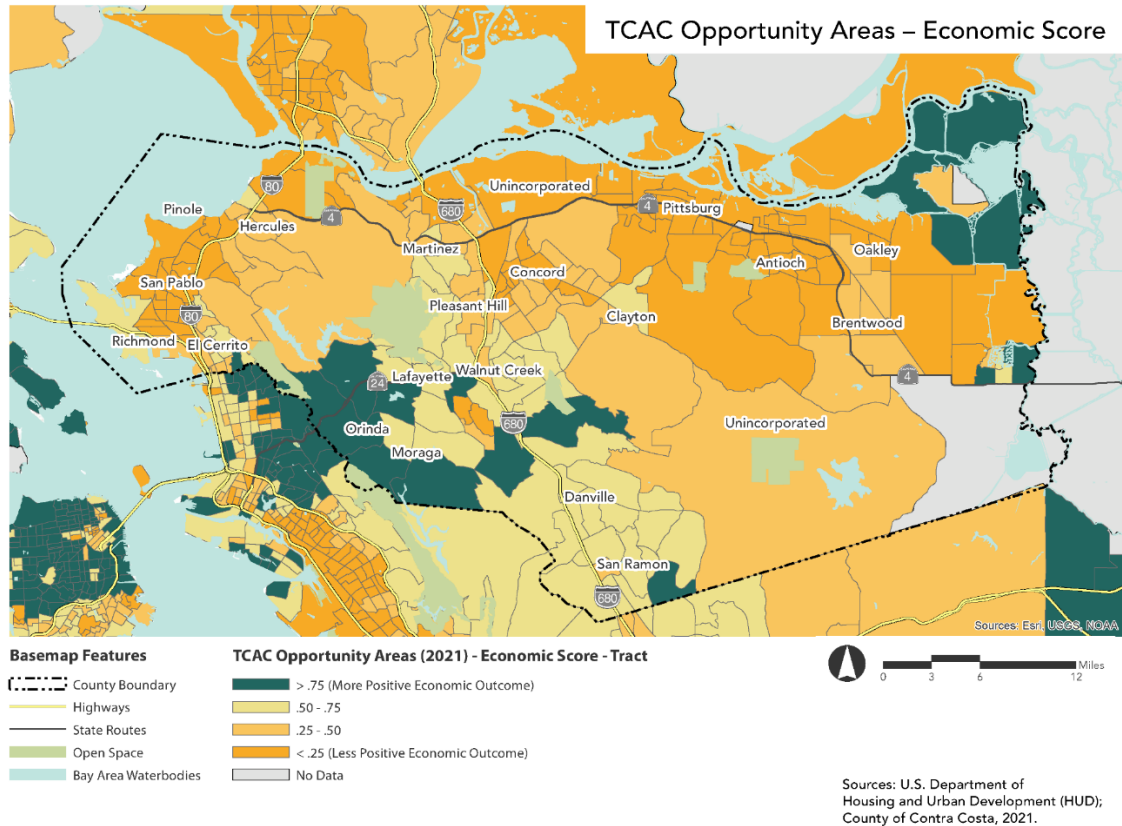 TCAC Opportunity Areas – Economic Score
Unincorporated
80
Pinole
4
680
4
Pittsburg
Hercules
Martinez
Oakley
Antioch
Concord
San Pablo
Pleasant Hill
80
Clayton
Brentwood
Richmond
El Cerrito
Walnut Creek
Lafayette
24
4
680
Unincorporated
Orinda
Moraga
Danville
San Ramon
680
Sources: Esri, USGS, NOAA
Basemap Features
County Boundary
Highways
State Routes
Open Space
Bay Area Waterbodies
TCAC Opportunity Areas (2021) - Economic Score - Tract
> .75 (More Positive Economic Outcome)
.50 - .75
.25 - .50
< .25 (Less Positive Economic Outcome)
No Data
Miles
0 3 6 12
Sources: U.S. Department of
Housing and Urban Development (HUD);
County of Contra Costa, 2021.